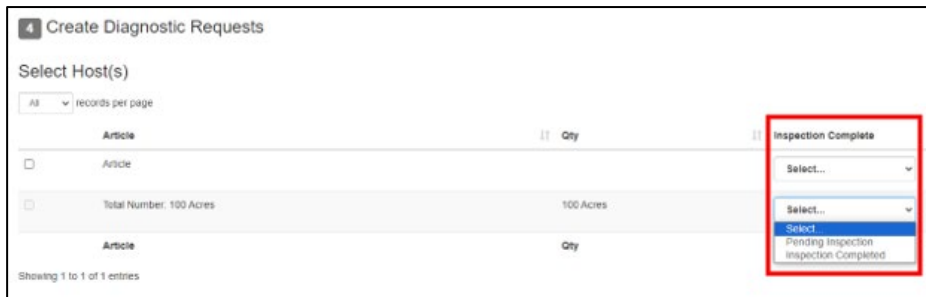 4 Create Diagnostic Requests
Select Host(s)
All records per page
Article Qty Inspection Complete
Article Select...
Total Number: 100 Acres 100 Acres Select...
Select...
Pending Inspection
Inspection Completed
Article Qty
Showing 1 to 1 of 1 entries